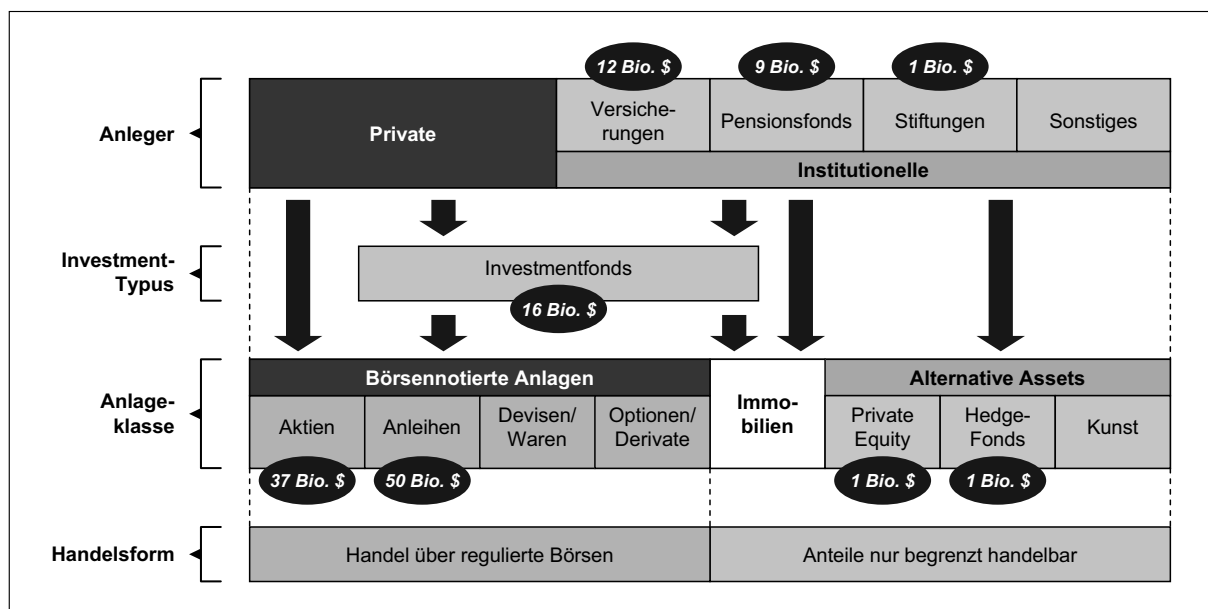 12 Bio. $
9 Bio. $
1 Bio. $
Anleger
Private
Versiche-
rungen
Pensionsfonds
Stiftungen
Sonstiges
Institutionelle
Investment-
Typus
Investmentfonds
16 Bio. $
Anlage-
klasse
Börsennotierte Anlagen
Immo-
bilien
Alternative Assets
Aktien
Anleihen
Devisen/
Waren
Optionen/
Derivate
Private
Equity
Hedge-
Fonds
Kunst
37 Bio. $
50 Bio. $
1 Bio. $
1 Bio. $
Handelsform
Handel über regulierte Börsen
Anteile nur begrenzt handelbar